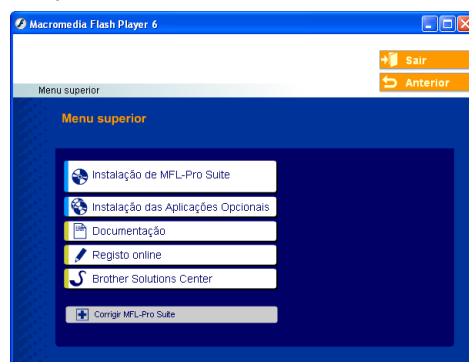 Macromedia Flash Player 6
Sair
Anterior
Menu superior
Menu superior
Instalação de MFL-Pro Suite
Instalação das Aplicações Opcionais
Documentação
Registo online
Brother Solutions Center
Corrigir MFL-Pro Suite